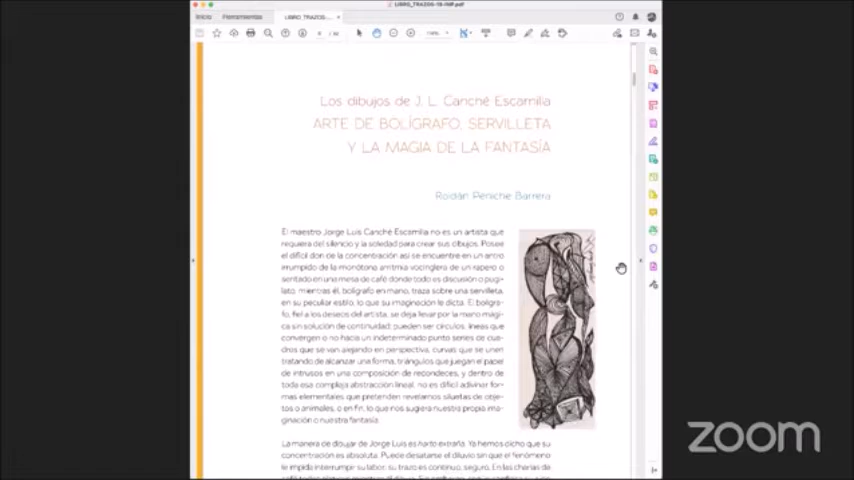 LIBRO_TRAZOS-19-IMP.pdf
Inicio Herramientas LIBRO_TRAZOS-...
Los dibujos de J. L. Canché Escamilla
ARTE DE BOLÍGRAFO, SERVILLETA
Y LA MAGIA DE LA FANTASÍA
Roldán Peniche Barrera
El maestro Jorge Luis Canché Escamilla no es un artista que
requiera del silencio y la soledad para crear sus dibujos. Posee
el difícil don de la concentración así se encuentre en un antro
irrumpido de la monótona arritmia vocinglera de un rapero o
sentado en una mesa de café donde todo es discusión o pugi-
lato, mientras él, bolígrafo en mano, traza sobre una servilleta,
en su peculiar estilo, lo que su imaginación le dicta. El bolígra-
fo, fiel a los deseos del artista, se deja llevar por la mano mági-
ca sin solución de continuidad: pueden ser círculos, líneas que
convergen o no hacia un indeterminado punto series de cua-
dros que se van alejando en perspectiva, curvas que se unen
tratando de alcanzar una forma, triángulos que juegan el papel
de intrusos en una composición de redondeces, y dentro de
toda esa compleja abstracción lineal, no es difícil adivinar for-
mas elementales que pretenden revelarnos siluetas de obje-
tos o animales, o en fin, lo que nos sugiera nuestra propia ima-
ginación o nuestra fantasía.
La manera de dibujar de Jorge Luis es harto extraña. Ya hemos dicho que su
concentración es absoluta. Puede desatarse el diluvio sin que el fenómeno
le impida interrumpir su labor; su trazo es continuo, seguro. En las charlas de
zoom